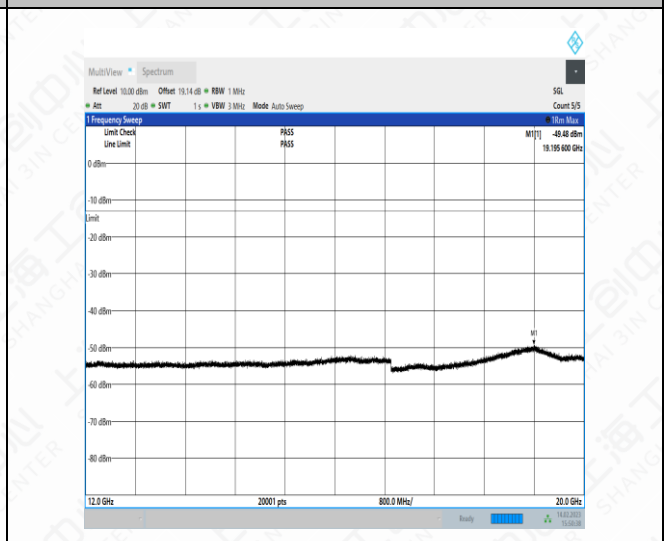 MultiView Spectrum
Ref Level 10.00 dBm Offset 19.14 dB RBW 1 MHz SGL
Att 20 dB SWT 1 s VBW 3 MHz Mode Auto Sweep Count 5/5
1 Frequency Sweep 1Rm Max
Limit Check PASS M1[1] -49.48 dBm
Line Limit PASS 19.195 600 GHz
0 dBm
-10 dBm
Limit
-20 dBm
-30 dBm
-40 dBm
M1
-50 dBm
-60 dBm
-70 dBm
-80 dBm
12.0 GHz 20001 pts 800.0 MHz/ 20.0 GHz
Ready